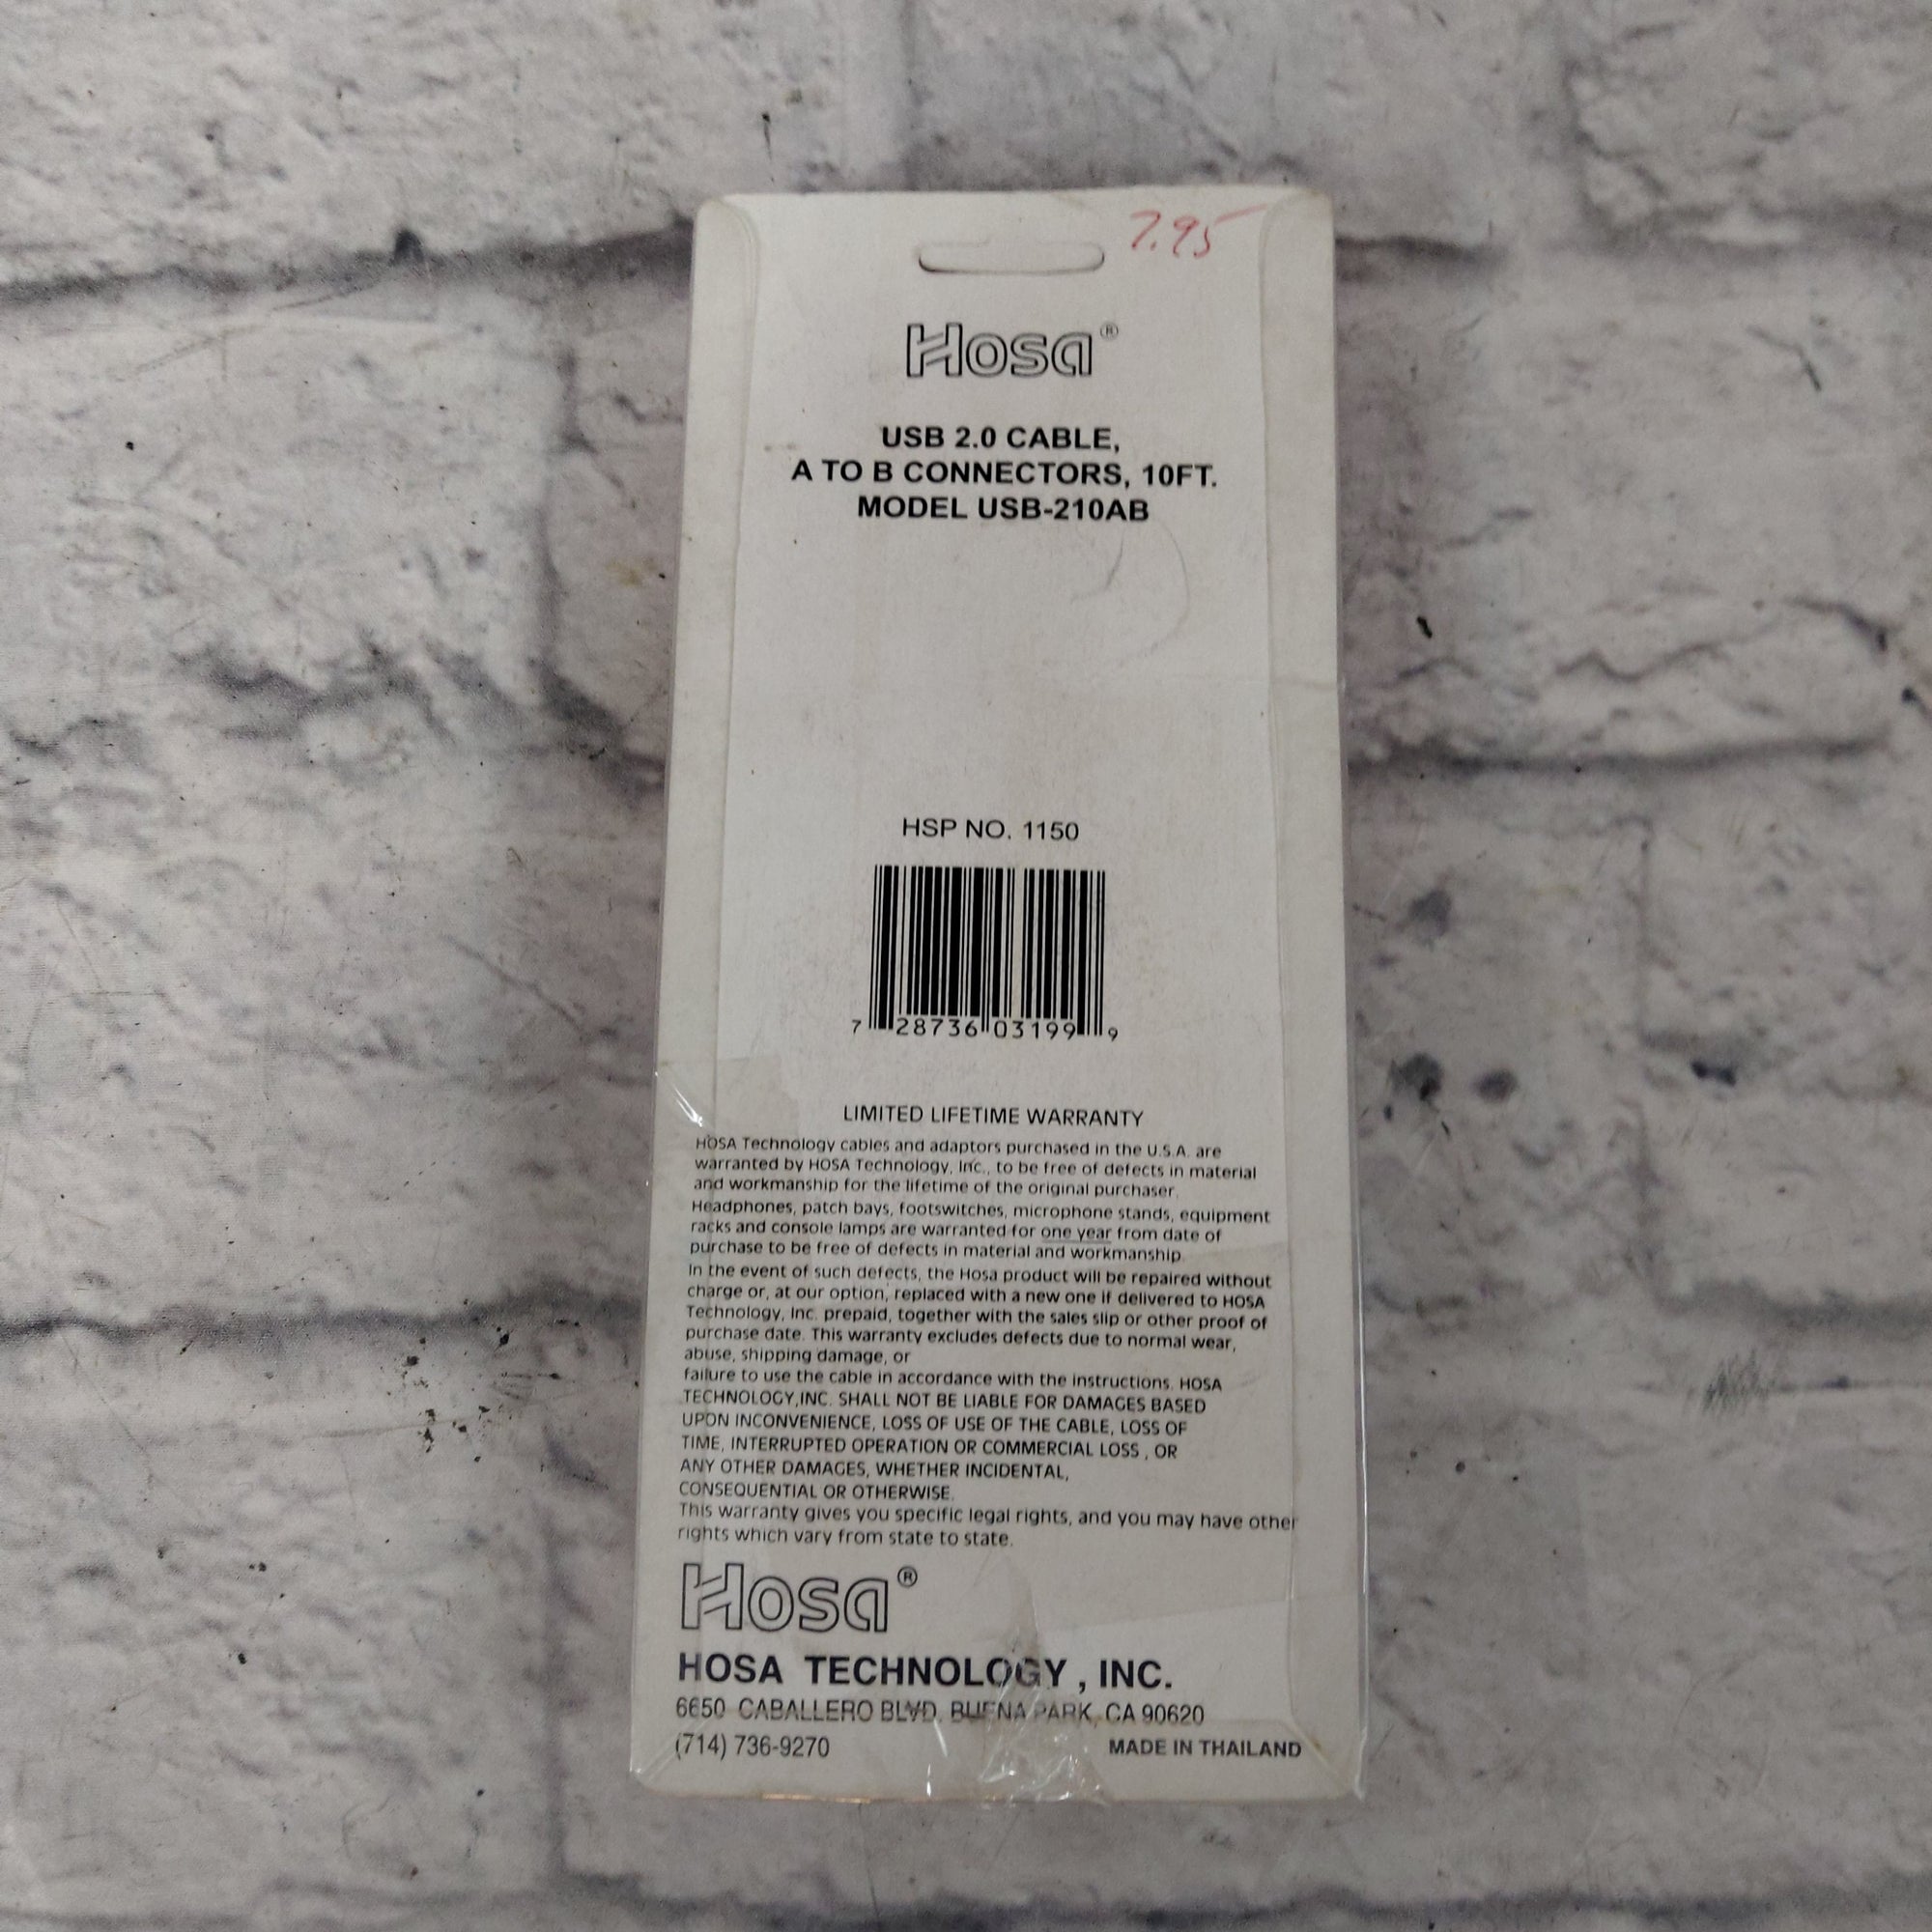 7.95
Hosa®
USB 2.0 CABLE,
A TO B CONNECTORS, 10FT.
MODEL USB-210AB
HSP NO. 1150
7 28736 03199 9
LIMITED LIFETIME WARRANTY
HOSA Technology cables and adaptors purchased in the U.S.A. are
warranted by HOSA Technology, Inc., to be free of defects in material
and workmanship for the lifetime of the original purchaser.
Headphones, patch bays, footswitches, microphone stands, equipment
racks and console lamps are warranted for one year from date of
purchase to be free of defects in material and workmanship.
In the event of such defects, the Hosa product will be repaired without
charge or, at our option, replaced with a new one if delivered to HOSA
Technology, Inc. prepaid, together with the sales slip or other proof of
purchase date. This warranty excludes defects due to normal wear,
abuse, shipping damage, or
failure to use the cable in accordance with the instructions. HOSA
TECHNOLOGY,INC. SHALL NOT BE LIABLE FOR DAMAGES BASED
UPON INCONVENIENCE, LOSS OF USE OF THE CABLE, LOSS OF
TIME, INTERRUPTED OPERATION OR COMMERCIAL LOSS , OR
ANY OTHER DAMAGES, WHETHER INCIDENTAL,
CONSEQUENTIAL OR OTHERWISE.
This warranty gives you specific legal rights, and you may have other
rights which vary from state to state.
Hosa®
HOSA TECHNOLOGY , INC.
6650 CABALLERO BLVD. BUENA PARK, CA 90620
(714) 736-9270 MADE IN THAILAND